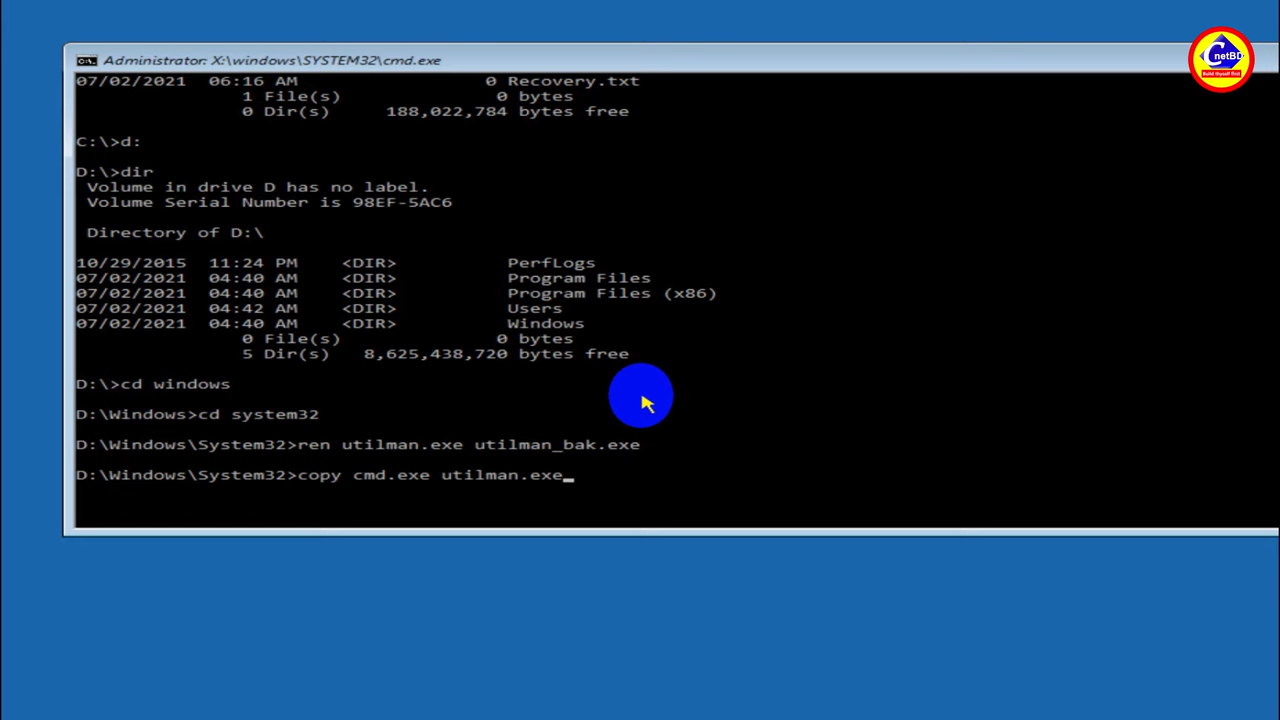 Administrator: X:\windows\SYSTEM32\cmd.exe
07/02/2021 06:16 AM 0 Recovery.txt
1 File(s) 0 bytes
0 Dir(s) 188,022,784 bytes free
C:\>d:
D:\>dir
Volume in drive D has no label.
Volume Serial Number is 98EF-5AC6
Directory of D:\
10/29/2015 11:24 PM <DIR> PerfLogs
07/02/2021 04:40 AM <DIR> Program Files
07/02/2021 04:40 AM <DIR> Program Files (x86)
07/02/2021 04:42 AM <DIR> Users
07/02/2021 04:40 AM <DIR> Windows
0 File(s) 0 bytes
5 Dir(s) 8,625,438,720 bytes free
D:\>cd windows
D:\Windows>cd system32
D:\Windows\System32>ren utilman.exe utilman_bak.exe
D:\Windows\System32>copy cmd.exe utilman.exe
CnetBD
Build thyself first